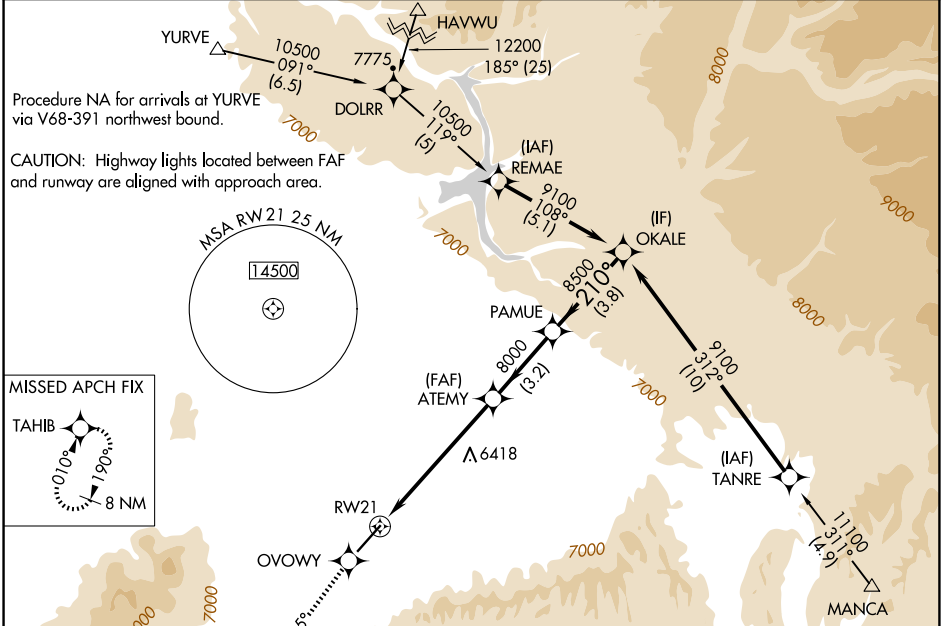 HAVWU
YURVE
10500
091°
(6.5)
7775
12200
185° (25)
DOLRR
Procedure NA for arrivals at YURVE
via V68-391 northwest bound.
7000
10500
119°
(5)
8000
CAUTION: Highway lights located between FAF
and runway are aligned with approach area.
(IAF)
REMAE
9100
108°
(5.1)
9000
(IF)
OKALE
7000
MSA RW 21 25 NM
14500
8500
210°
(3.8)
8000
PAMUE
8000
(3.2)
9100
312°
(10)
7000
(FAF)
ATEMY
MISSED APCH FIX
TAHIB
010°
190°
8 NM
6418
(IAF)
TANRE
RW21
OVOWY
7000
11100
311°
(4.9)
MANCA
7000
5°